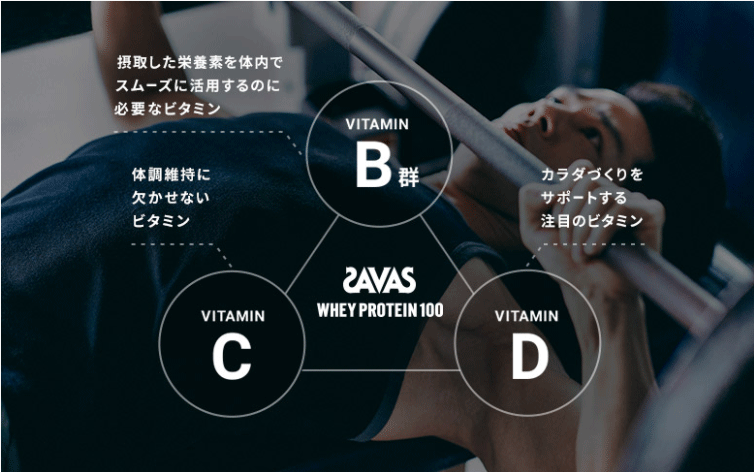 摂取した栄養素を体内で
スムーズに活用するのに
必要なビタミン
VITAMIN
B群
体調維持に
欠かせない
ビタミン
カラダづくりを
サポートする
注目のビタミン
SAVAS
WHEY PROTEIN 100
VITAMIN
C
VITAMIN
D